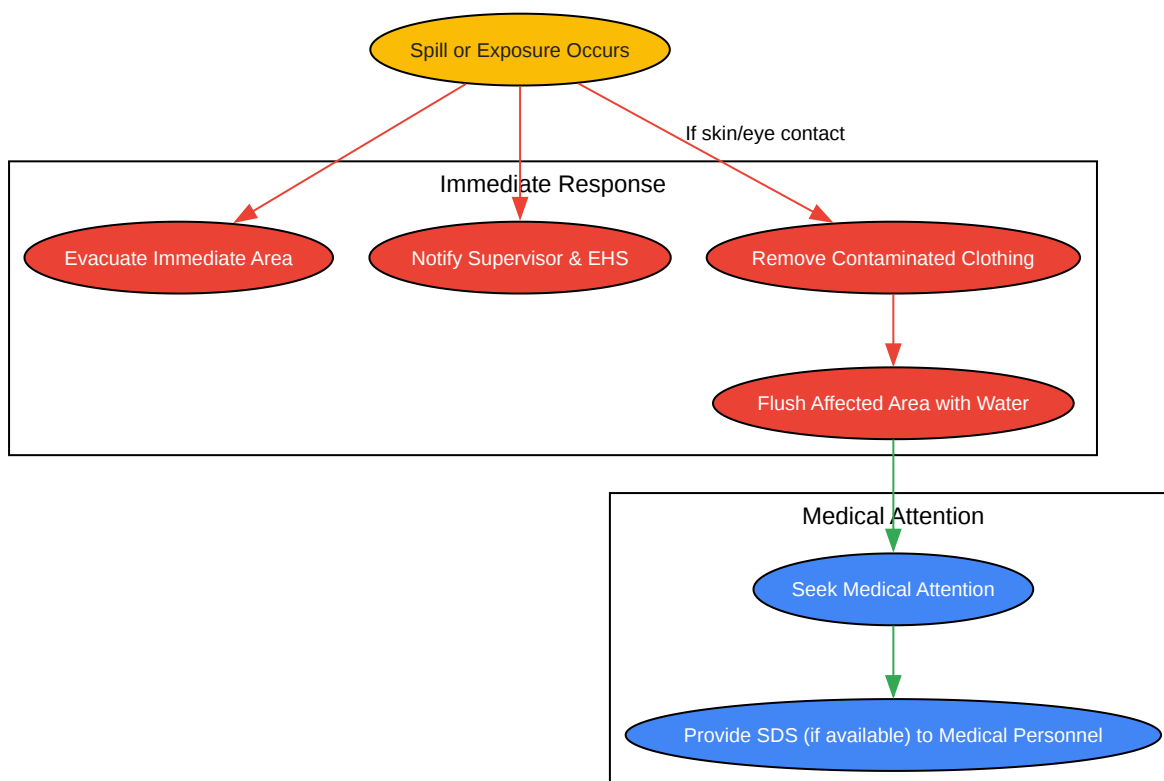 Spill or Exposure Occurs
If skin/eye contact
Immediate Response
Evacuate Immediate Area
Notify Supervisor & EHS
Remove Contaminated Clothing
Flush Affected Area with Water
Medical Attention
Seek Medical Attention
Provide SDS (if available) to Medical Personnel